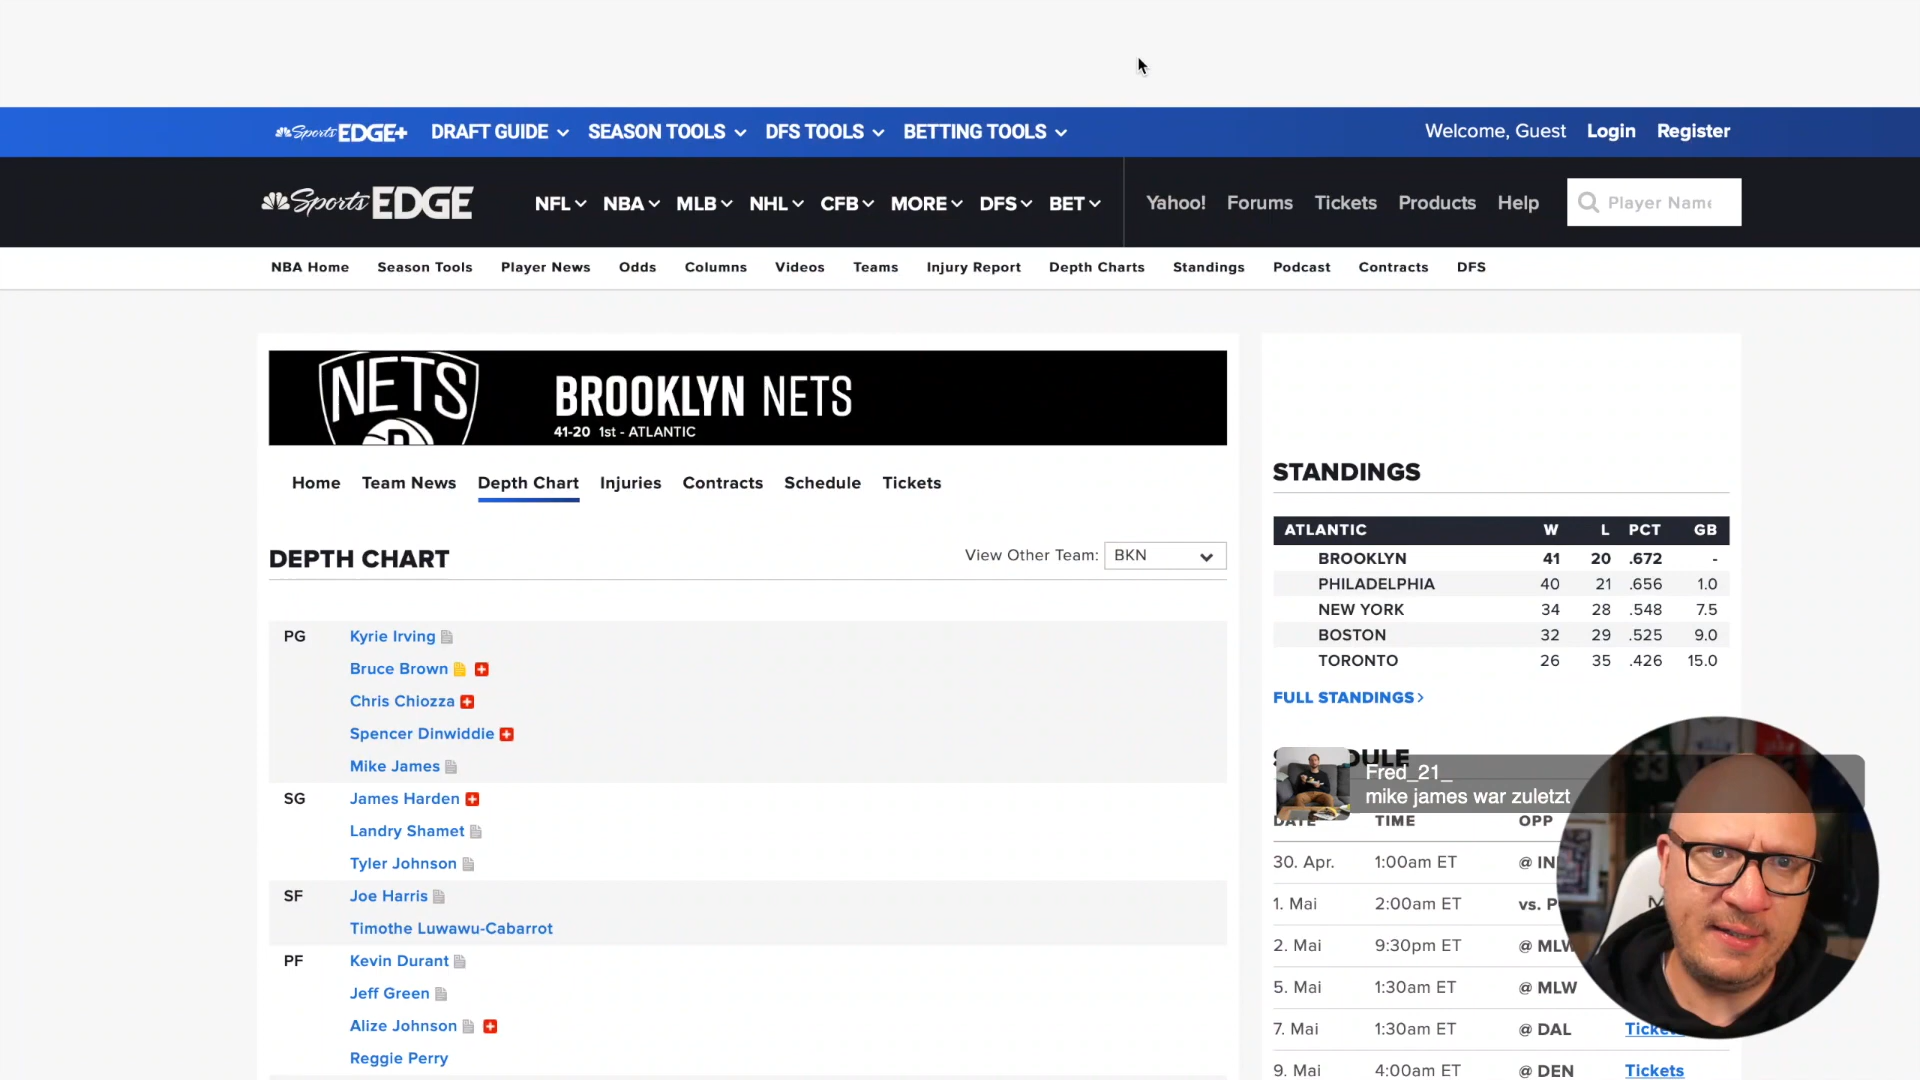 Sports EDGE+ DRAFT GUIDE SEASON TOOLS DFS TOOLS BETTING TOOLS Welcome, Guest Login Register
Sports EDGE NFL NBA MLB NHL CFB MORE DFS BET Yahoo! Forums Tickets Products Help Player Name
NBA Home Season Tools Player News Odds Columns Videos Teams Injury Report Depth Charts Standings Podcast Contracts DFS
NETS
BROOKLYN NETS
41-20 1st - ATLANTIC
Home Team News Depth Chart Injuries Contracts Schedule Tickets
DEPTH CHART
View Other Team: BKN
PG Kyrie Irving
Bruce Brown
Chris Chiozza
Spencer Dinwiddie
Mike James
SG James Harden
Landry Shamet
Tyler Johnson
SF Joe Harris
Timothe Luwawu-Cabarrot
PF Kevin Durant
Jeff Green
Alize Johnson
Reggie Perry
STANDINGS
ATLANTIC W L PCT GB
BROOKLYN 41 20 .672 -
PHILADELPHIA 40 21 .656 1.0
NEW YORK 34 28 .548 7.5
BOSTON 32 29 .525 9.0
TORONTO 26 35 .426 15.0
FULL STANDINGS >
Fred_21_
mike james war zuletzt
DATE TIME OPP
30. Apr. 1:00am ET @ IN
1. Mai 2:00am ET vs. P
2. Mai 9:30pm ET @ MLW
5. Mai 1:30am ET @ MLW
7. Mai 1:30am ET @ DAL
9. Mai 4:00am ET @ DEN Tickets